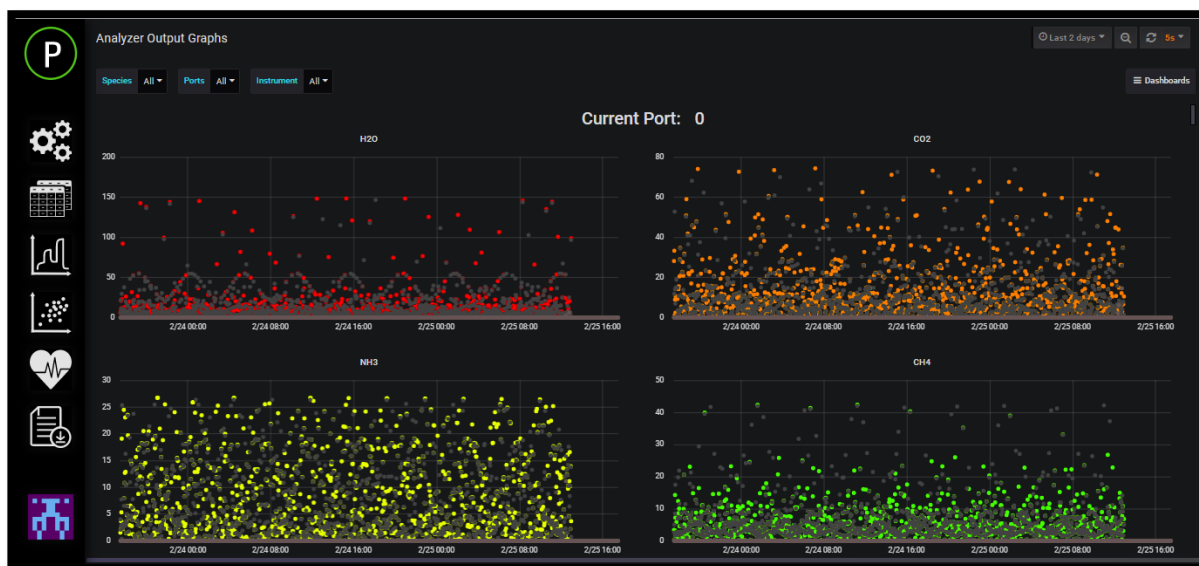 P
Analyzer Output Graphs
Last 2 days
5s
Species All Ports All Instrument All
Dashboards
Current Port: 0
H2O
200
150
100
50
0
2/24 00:00 2/24 08:00 2/24 16:00 2/25 00:00 2/25 08:00 2/25 16:00
CO2
80
60
40
20
0
2/24 00:00 2/24 08:00 2/24 16:00 2/25 00:00 2/25 08:00 2/25 16:00
NH3
30
25
20
15
10
5
0
2/24 00:00 2/24 08:00 2/24 16:00 2/25 00:00 2/25 08:00 2/25 16:00
CH4
50
40
30
20
10
0
2/24 00:00 2/24 08:00 2/24 16:00 2/25 00:00 2/25 08:00 2/25 16:00